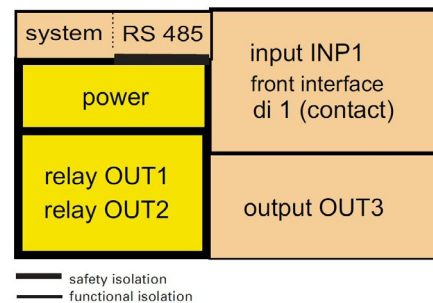 system RS 485
power
relay OUT1
relay OUT2
input INP1
front interface
di 1 (contact)
output OUT3
safety isolation
functional isolation